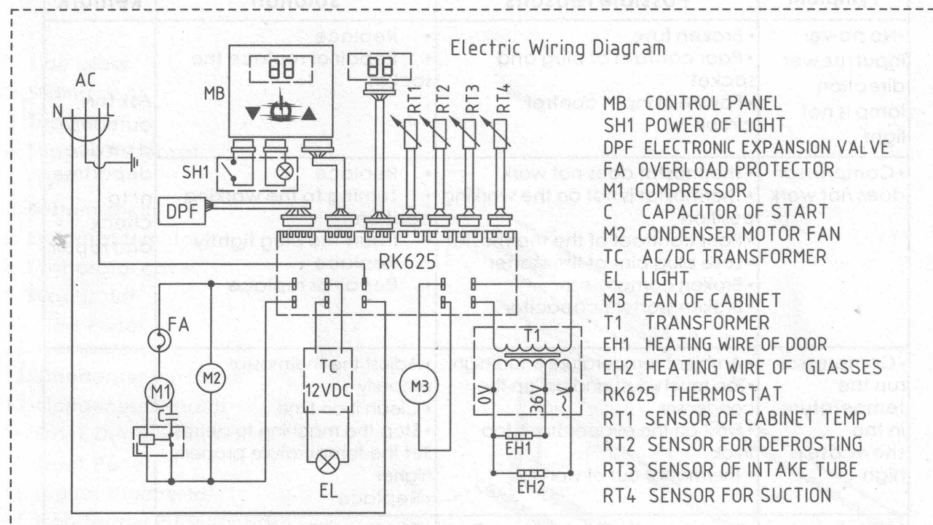 Electric Wiring Diagram
AC
N
L
MB
RT1
RT2
RT3
RT4
SH1
DPF
RK625
FA
M1
M2
TC
12VDC
M3
EL
T1
0V
36V
EH1
EH2
MB CONTROL PANEL
SH1 POWER OF LIGHT
DPF ELECTRONIC EXPANSION VALVE
FA OVERLOAD PROTECTOR
M1 COMPRESSOR
C CAPACITOR OF START
M2 CONDENSER MOTOR FAN
TC AC/DC TRANSFORMER
EL LIGHT
M3 FAN OF CABINET
T1 TRANSFORMER
EH1 HEATING WIRE OF DOOR
EH2 HEATING WIRE OF GLASSES
RK625 THERMOSTAT
RT1 SENSOR OF CABINET
RT2 SENSOR FOR DEFROSTING
RT3 SENSOR OF INTAKE TUBE
RT4 SENSOR FOR SUCTION